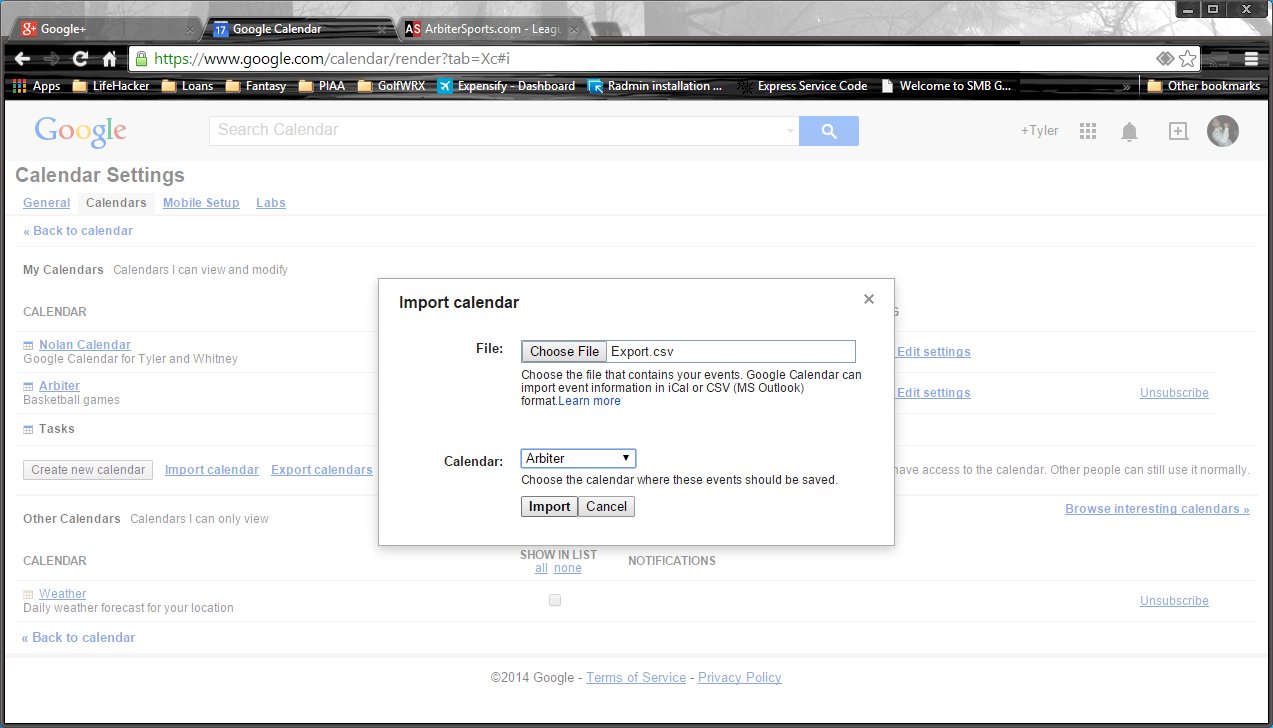 Google+
Google Calendar
ArbiterSports.com - Leagu
https://www.google.com/calendar/render?tab=Xc#i
Apps LifeHacker Loans Fantasy PIAA GolfWRX Expensify - Dashboard Radmin installation ... Express Service Code Welcome to SMB G... » Other bookmarks
Google Search Calendar +Tyler
Calendar Settings
General Calendars Mobile Setup Labs
« Back to calendar
My Calendars Calendars I can view and modify
Import calendar
CALENDAR G
File: Choose File Export.csv
Nolan Calendar Edit settings
Google Calendar for Tyler and Whitney
Choose the file that contains your events. Google Calendar can
import event information in iCal or CSV (MS Outlook)
format.Learn more
Arbiter Edit settings Unsubscribe
Basketball games
Tasks
Calendar: Arbiter
Create new calendar Import calendar Export calendars have access to the calendar. Other people can still use it normally.
Choose the calendar where these events should be saved.
Import Cancel
Browse interesting calendars »
Other Calendars Calendars I can only view
CALENDAR SHOW IN LIST NOTIFICATIONS
all none
Weather Unsubscribe
Daily weather forecast for your location
« Back to calendar
©2014 Google - Terms of Service - Privacy Policy